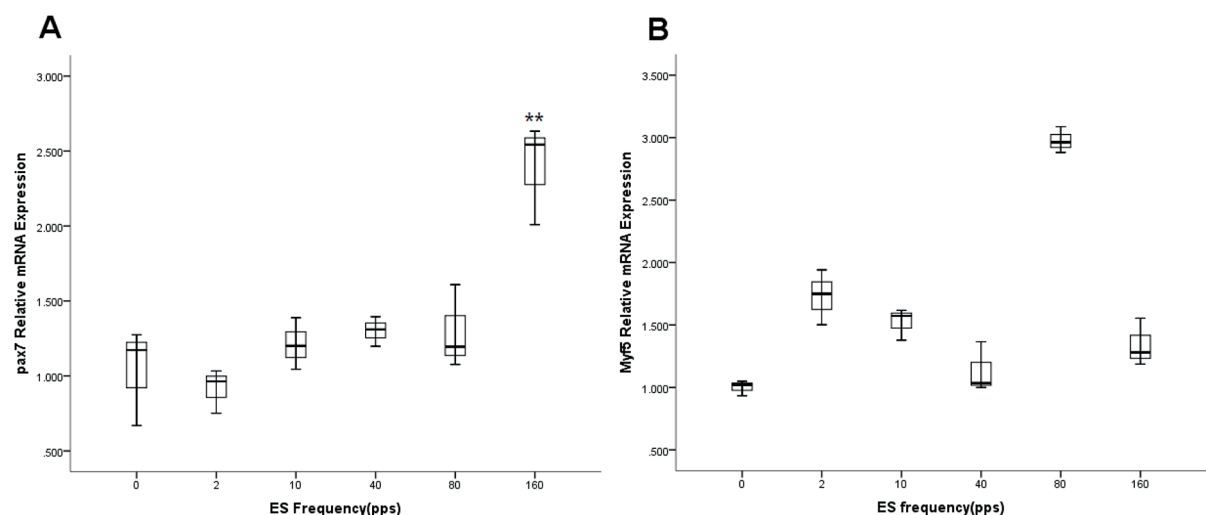 A
pax7 Relative mRNA Expression
3.000
2.500
2.000
1.500
1.000
.500
**
0 2 10 40 80 160
ES Frequency(pps)
B
Myf5 Relative mRNA Expression
3.500
3.000
2.500
2.000
1.500
1.000
.500
0 2 10 40 80 160
ES frequency(pps)